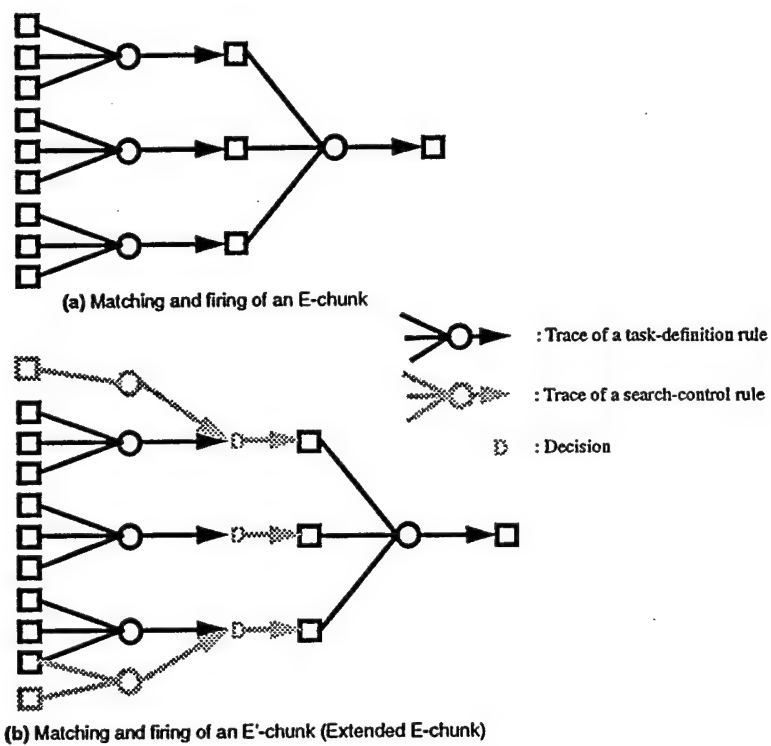 (a) Matching and firing of an E-chunk
: Trace of a task-definition rule
: Trace of a search-control rule
: Decision
(b) Matching and firing of an E'-chunk (Extended E-chunk)